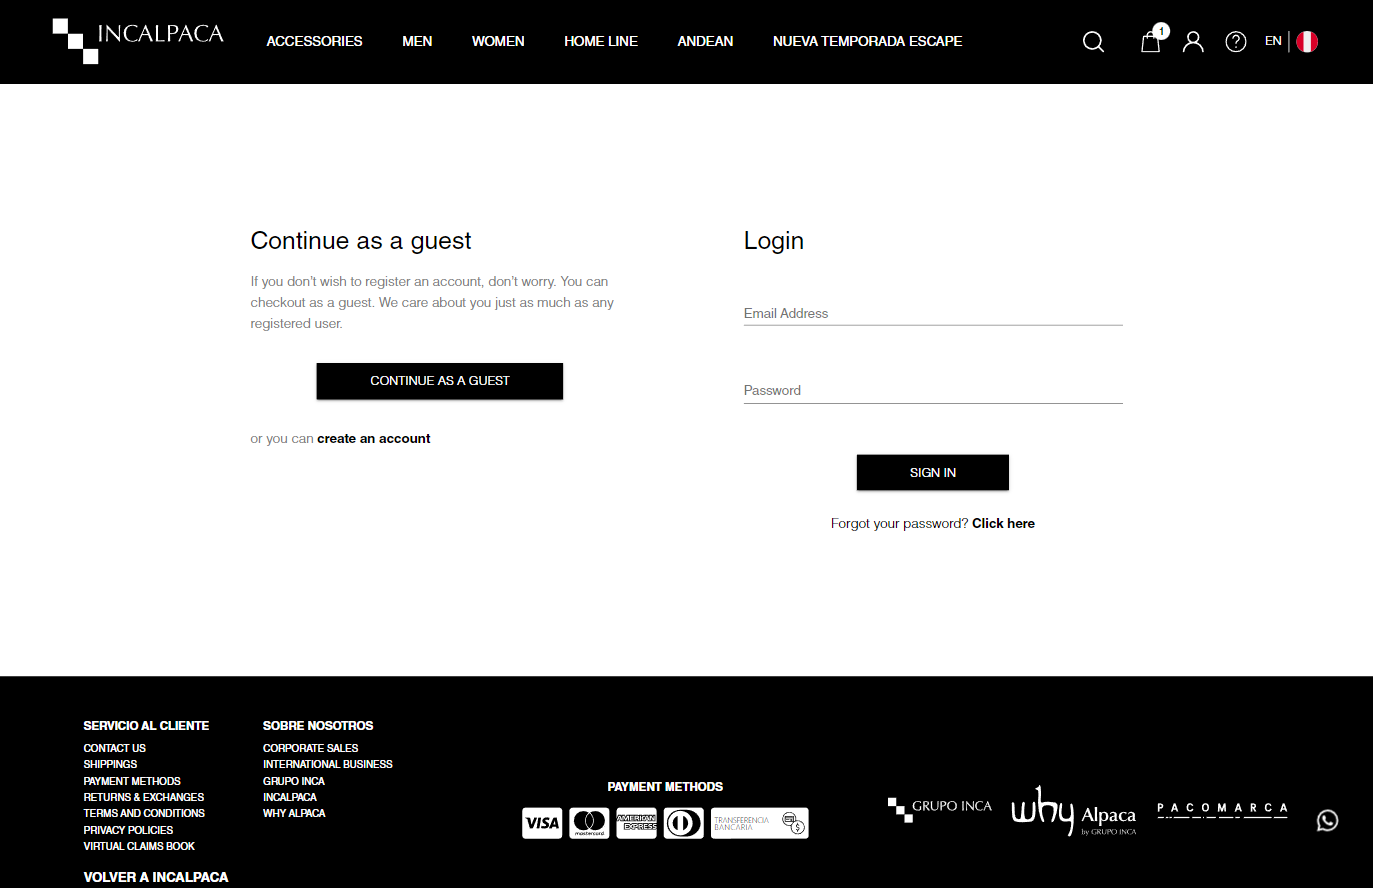 INCALPACA
ACCESSORIES
MEN
WOMEN
HOME LINE
ANDEAN
NUEVA TEMPORADA ESCAPE
1
EN
Continue as a guest
If you don't wish to register an account, don't worry. You can
checkout as a guest. We care about you just as much as any
registered user.
CONTINUE AS A GUEST
or you can create an account
Login
Email Address
Password
SIGN IN
Forgot your password? Click here
SERVICIO AL CLIENTE
CONTACT US
SHIPPINGS
PAYMENT METHODS
RETURNS & EXCHANGES
TERMS AND CONDITIONS
PRIVACY POLICIES
VIRTUAL CLAIMS BOOK
VOLVER A INCALPACA
SOBRE NOSOTROS
CORPORATE SALES
INTERNATIONAL BUSINESS
GRUPO INCA
INCALPACA
WHY ALPACA
PAYMENT METHODS
VISA
mastercard
AMERICAN
EXPRESS
TRANSFERENCIA
BANCARIA
GRUPO INCA
why Alpaca
by GRUPO INCA
PACOMARCA